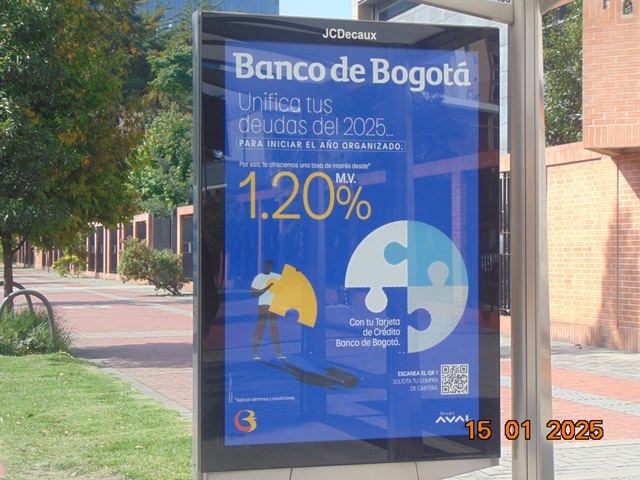 JCDecaux
Banco de Bogotá
Unifica tus
deudas del 2025...
PARA INICIAR EL AÑO ORGANIZADO.
Por eso, te ofrecemos una tasa de interés desde*
1.20%
M.V.
Con tu Tarjeta
de Crédito
Banco de Bogotá.
ESCANEA EL QR Y
SOLICITA TU COMPRA
DE CARTERA.
*Aplican términos y condiciones.
Grupo
AVAL
15 01 2025